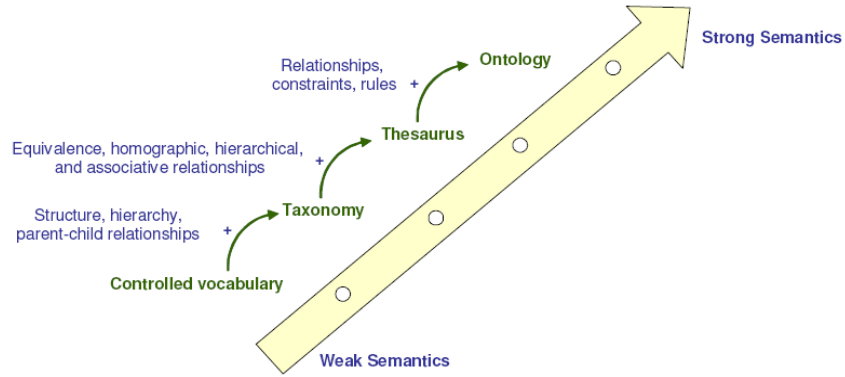 Strong Semantics
Relationships,
constraints, rules
+
Ontology
Thesaurus
Equivalence, homographic, hierarchical,
and associative relationships
+
Taxonomy
Structure, hierarchy,
parent-child relationships
+
Controlled vocabulary
Weak Semantics